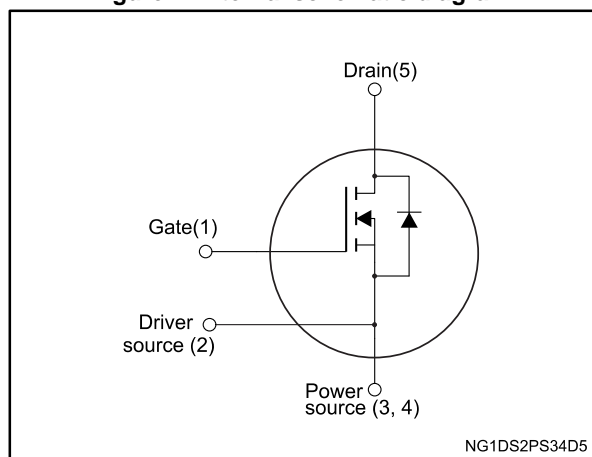 Drain(5)
Gate(1)
Driver
source (2)
Power
source (3, 4)
NG1DS2PS34D5